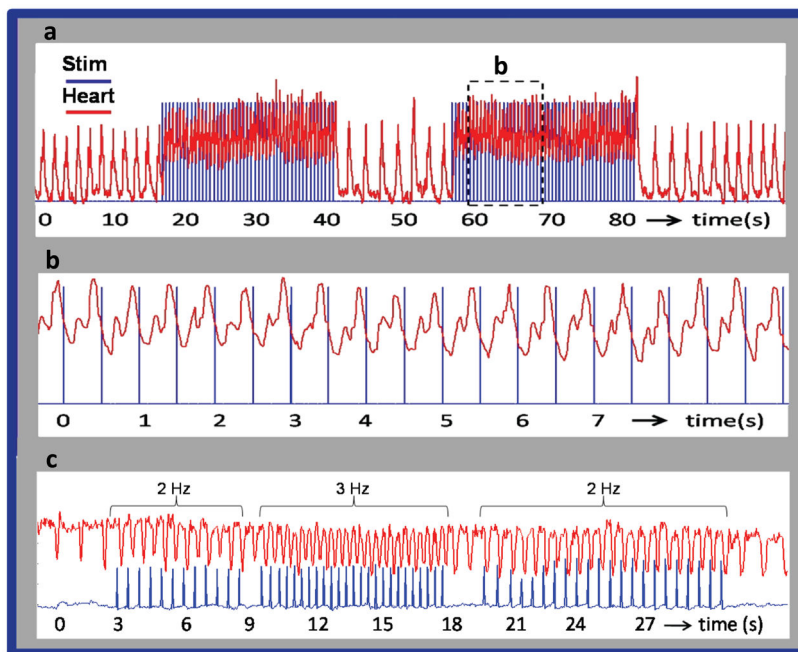 a
Stim
Heart
b
0 10 20 30 40 50 60 70 80 → time(s)
b
0 1 2 3 4 5 6 7 → time(s)
c
2 Hz 3 Hz 2 Hz
0 3 6 9 12 15 18 21 24 27 → time (s)